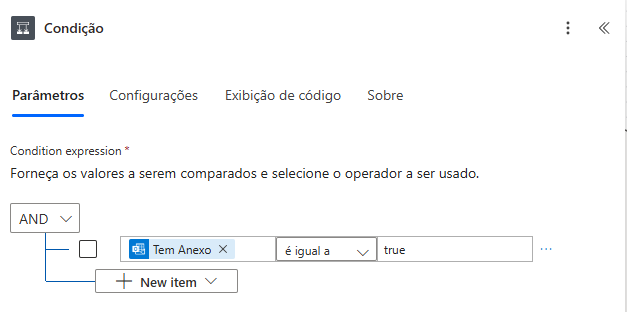 Condição
Parâmetros Configurações Exibição de código Sobre
Condition expression *
Forneça os valores a serem comparados e selecione o operador a ser usado.
AND
Tem Anexo é igual a true
New item